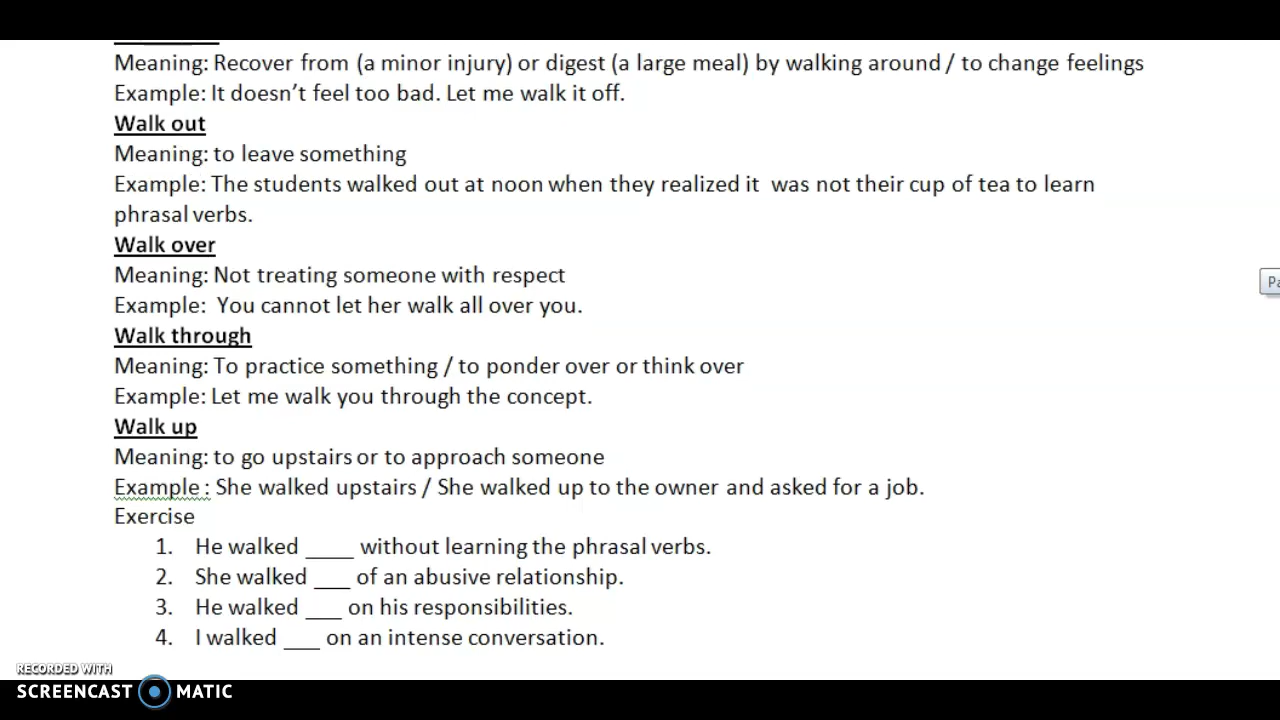 Meaning: Recover from (a minor injury) or digest (a large meal) by walking around / to change feelings
Example: It doesn't feel too bad. Let me walk it off.
Walk out
Meaning: to leave something
Example: The students walked out at noon when they realized it  was not their cup of tea to learn
phrasal verbs.
Walk over
Meaning: Not treating someone with respect
Example:  You cannot let her walk all over you.
Walk through
Meaning: To practice something / to ponder over or think over
Example: Let me walk you through the concept.
Walk up
Meaning: to go upstairs or to approach someone
Example : She walked upstairs / She walked up to the owner and asked for a job.
Exercise
1. He walked ____ without learning the phrasal verbs.
2. She walked ___ of an abusive relationship.
3. He walked ___ on his responsibilities.
4. I walked ___ on an intense conversation.
RECORDED WITH
SCREENCAST MATIC